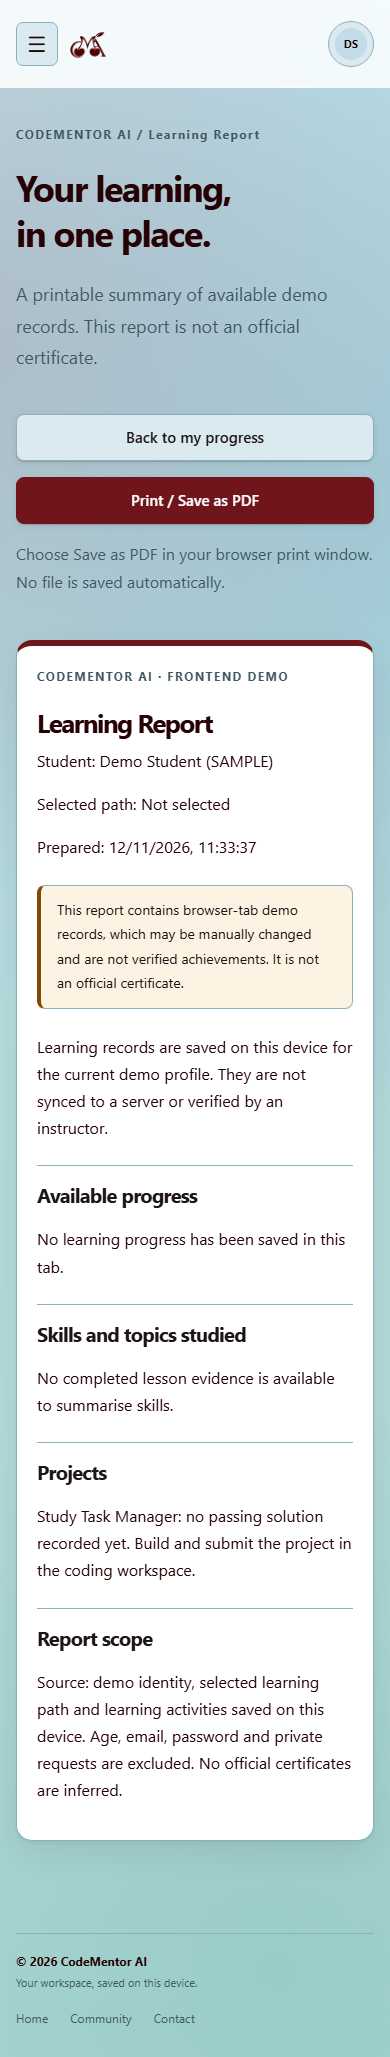 ☰
DS
CODEMENTOR AI / Learning Report
Your learning,
in one place.
A printable summary of available demo
records. This report is not an official
certificate.
Back to my progress
Print / Save as PDF
Choose Save as PDF in your browser print window.
No file is saved automatically.
CODEMENTOR AI · FRONTEND DEMO
Learning Report
Student: Demo Student (SAMPLE)
Selected path: Not selected
Prepared: 12/11/2026, 11:33:37
This report contains browser-tab demo
records, which may be manually changed
and are not verified achievements. It is not
an official certificate.
Learning records are saved on this device for
the current demo profile. They are not
synced to a server or verified by an
instructor.
Available progress
No learning progress has been saved in this
tab.
Skills and topics studied
No completed lesson evidence is available
to summarise skills.
Projects
Study Task Manager: no passing solution
recorded yet. Build and submit the project in
the coding workspace.
Report scope
Source: demo identity, selected learning
path and learning activities saved on this
device. Age, email, password and private
requests are excluded. No official certificates
are inferred.
© 2026 CodeMentor AI
Your workspace, saved on this device.
Home Community Contact